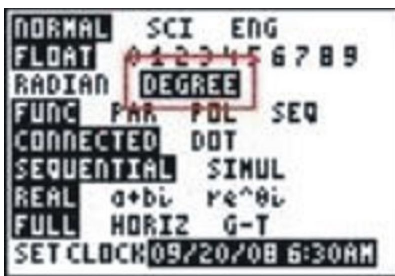 NORMAL SCI ENG
FLOAT 0 1 2 3 4 5 6 7 8 9
RADIAN DEGREE
FUNC PAR POL SEQ
CONNECTED DOT
SEQUENTIAL SIMUL
REAL a+bi re^θi
FULL HORIZ G-T
SET CLOCK 09/20/08 6:30AM